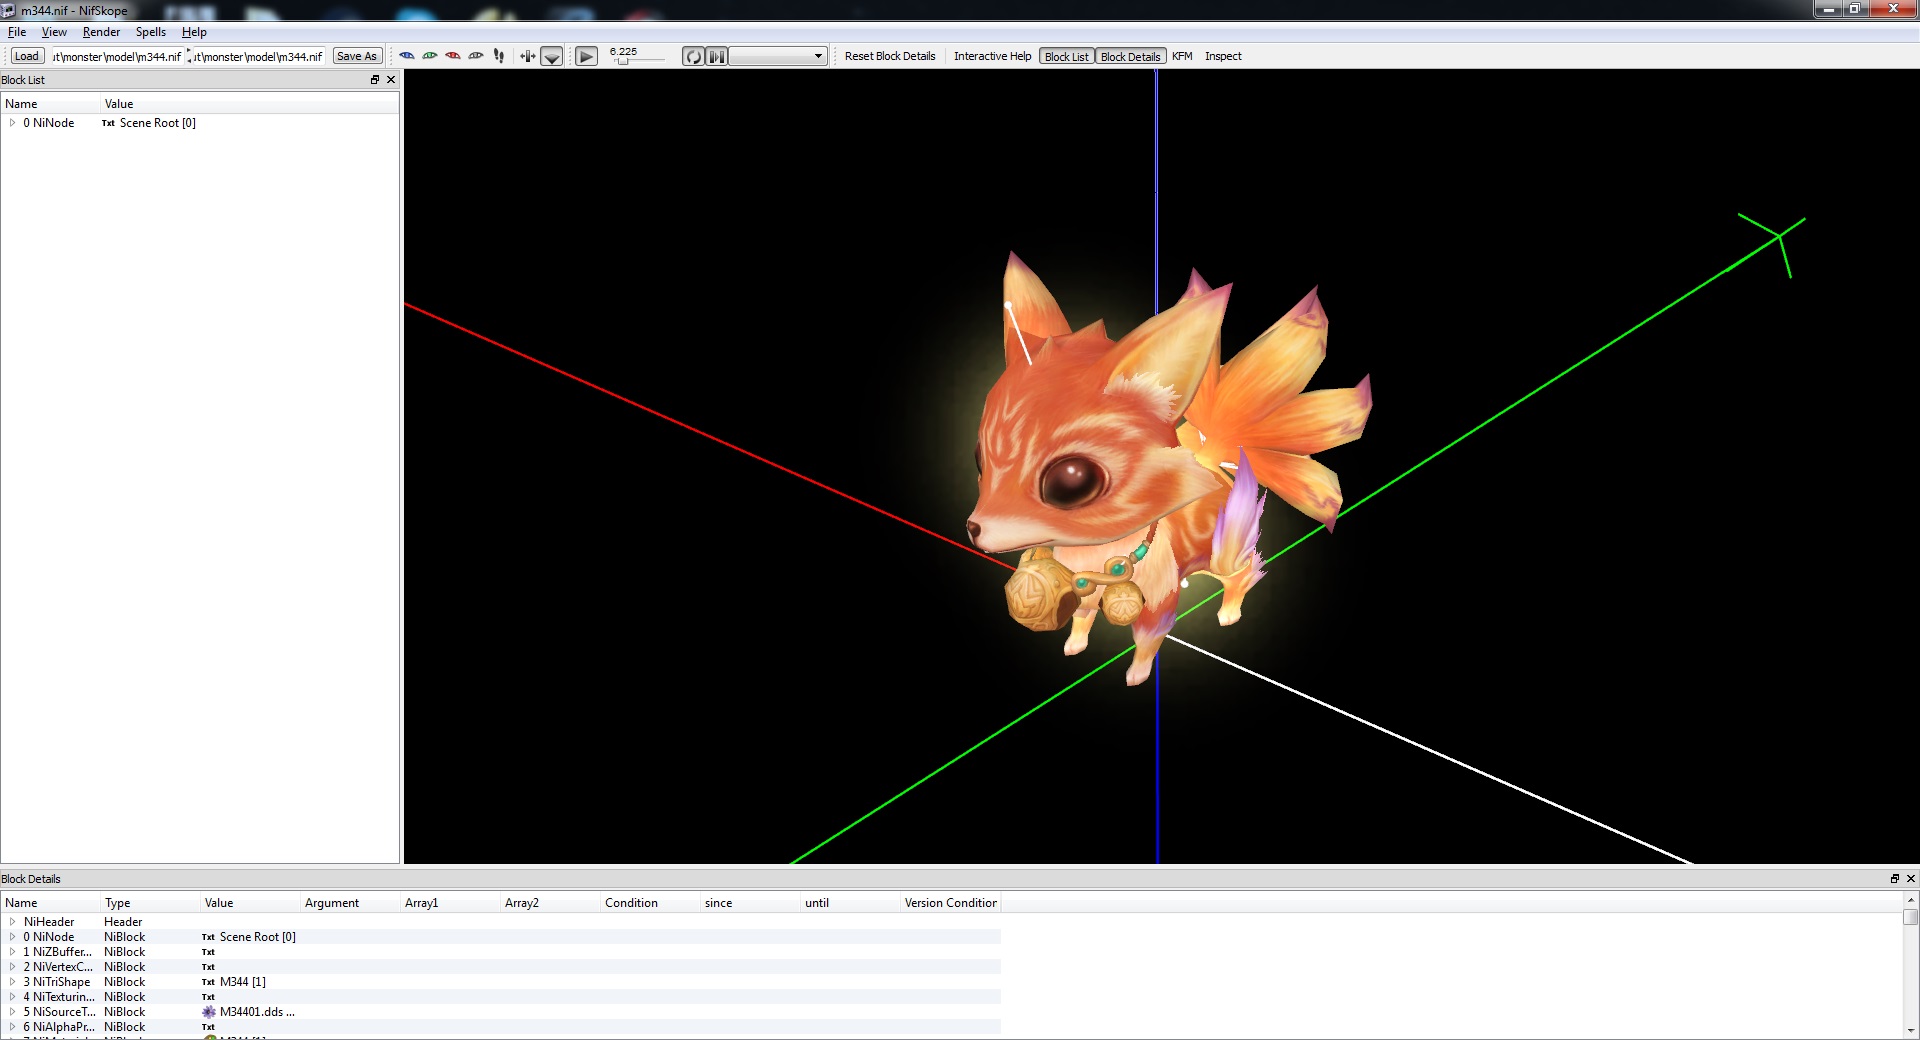 m344.nif - NifSkope
File View Render Spells Help
Load ıt\monster\model\m344.nif ıt\monster\model\m344.nif Save As 6.225 Reset Block Details Interactive Help Block List Block Details KFM Inspect
Block List
Name Value
0 NiNode Txt Scene Root [0]
Block Details
Name Type Value Argument Array1 Array2 Condition since until Version Condition
NiHeader Header
0 NiNode NiBlock Txt Scene Root [0]
1 NiZBuffer... NiBlock Txt
2 NiVertexC... NiBlock Txt
3 NiTriShape NiBlock Txt M344 [1]
4 NiTexturin... NiBlock Txt
5 NiSourceT... NiBlock M34401.dds ...
6 NiAlphaPr... NiBlock Txt